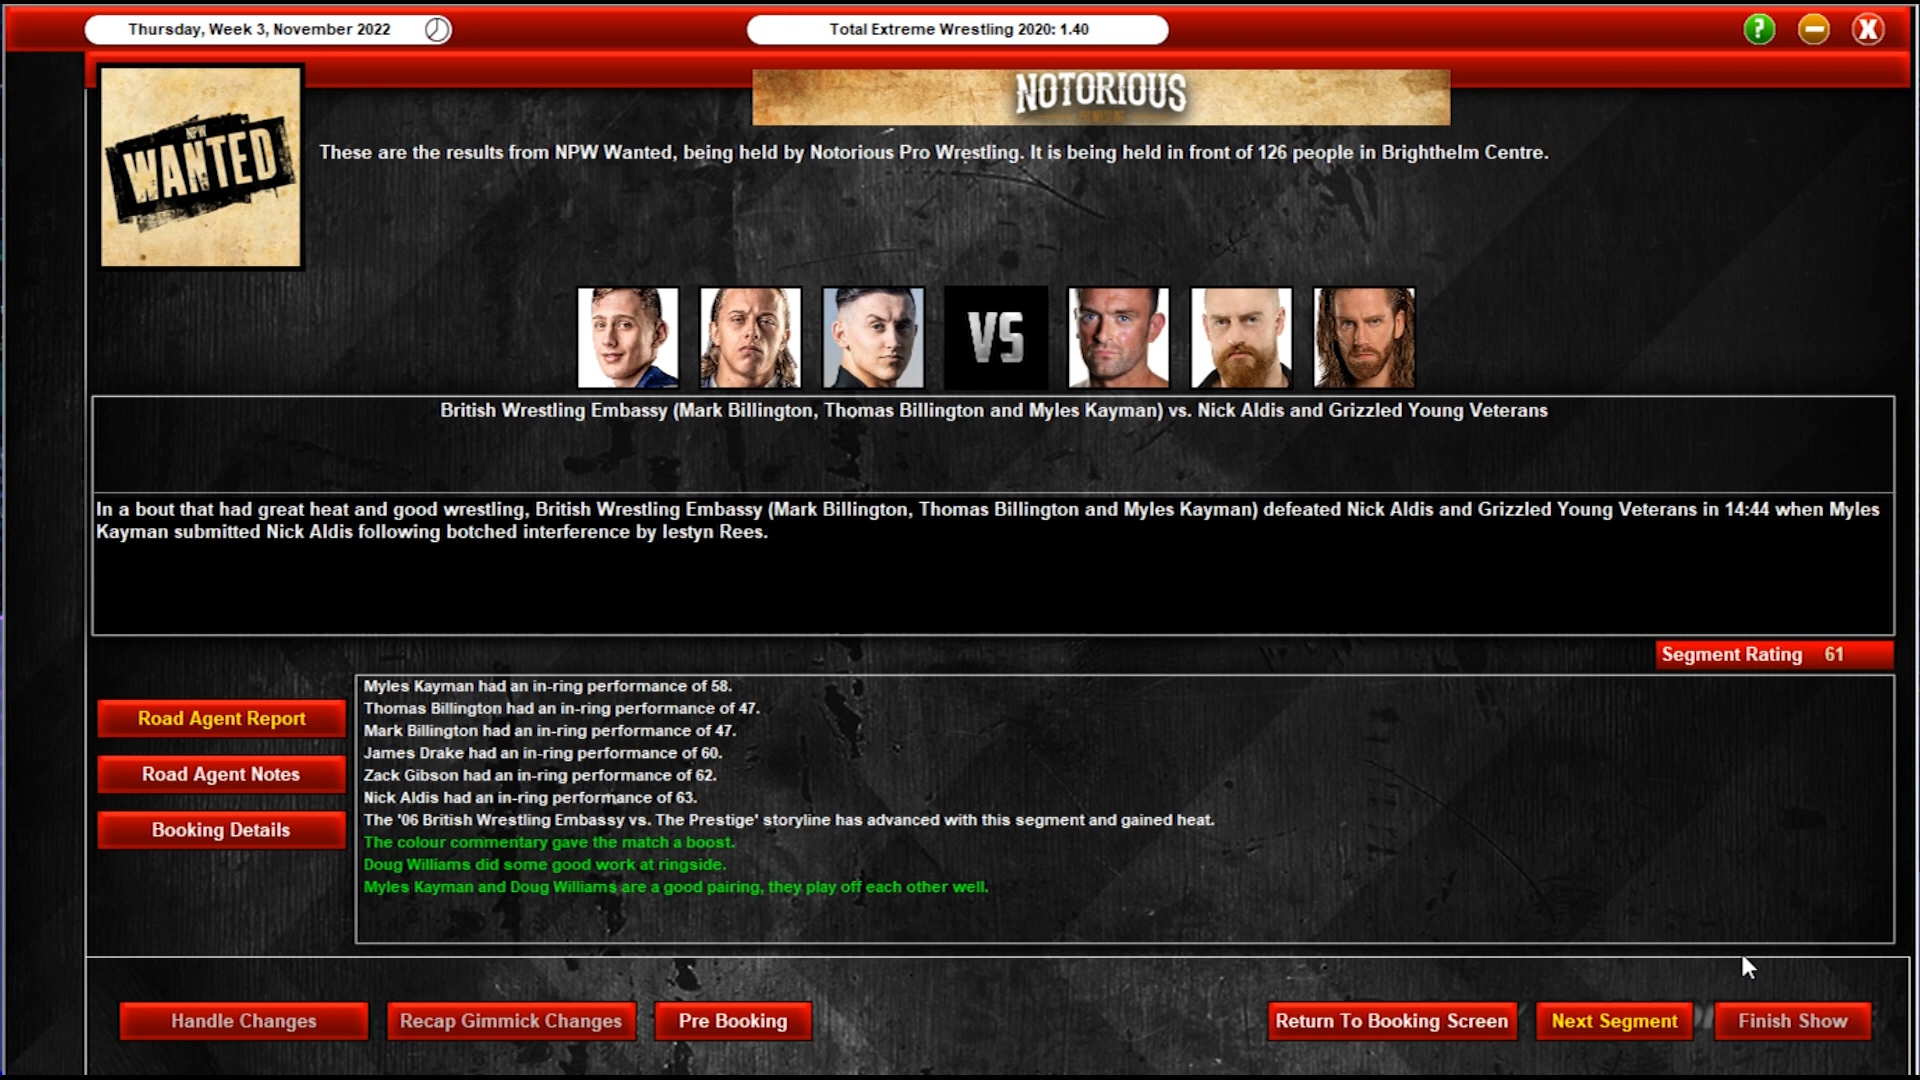 Thursday, Week 3, November 2022
Total Extreme Wrestling 2020: 1.40
?
X
NPW
WANTED
NOTORIOUS
These are the results from NPW Wanted, being held by Notorious Pro Wrestling. It is being held in front of 126 people in Brighthelm Centre.
VS
British Wrestling Embassy (Mark Billington, Thomas Billington and Myles Kayman) vs. Nick Aldis and Grizzled Young Veterans
In a bout that had great heat and good wrestling, British Wrestling Embassy (Mark Billington, Thomas Billington and Myles Kayman) defeated Nick Aldis and Grizzled Young Veterans in 14:44 when Myles
Kayman submitted Nick Aldis following botched interference by Iestyn Rees.
Segment Rating 61
Road Agent Report
Road Agent Notes
Booking Details
Myles Kayman had an in-ring performance of 58.
Thomas Billington had an in-ring performance of 47.
Mark Billington had an in-ring performance of 47.
James Drake had an in-ring performance of 60.
Zack Gibson had an in-ring performance of 62.
Nick Aldis had an in-ring performance of 63.
The '06 British Wrestling Embassy vs. The Prestige' storyline has advanced with this segment and gained heat.
The colour commentary gave the match a boost.
Doug Williams did some good work at ringside.
Myles Kayman and Doug Williams are a good pairing, they play off each other well.
Handle Changes
Recap Gimmick Changes
Pre Booking
Return To Booking Screen
Next Segment
Finish Show